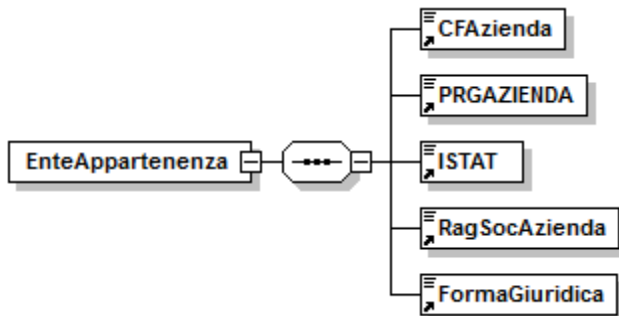 CFAzienda
PRGAZIENDA
EnteAppartenenza
ISTAT
RagSocAzienda
FormaGiuridica